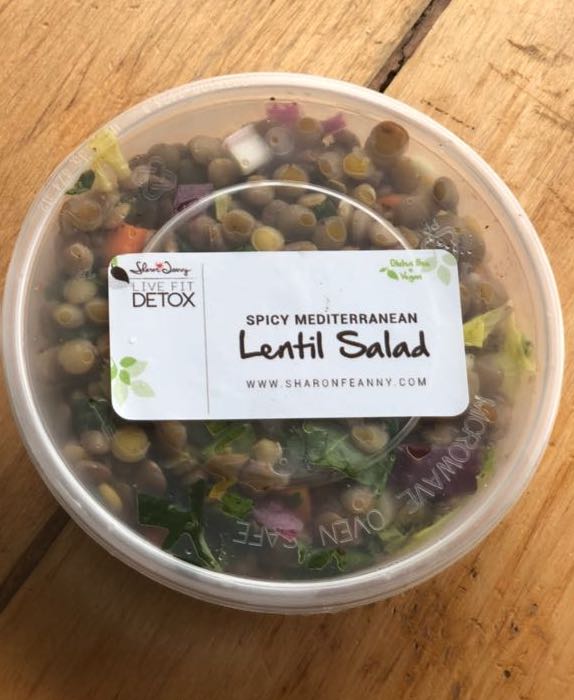 Sharon Feanny
LIVE FIT
DETOX
Gluten Free
+
Vegan
SPICY MEDITERRANEAN
Lentil Salad
WWW.SHARONFEANNY.COM
MICROWAVE OVEN SAFE